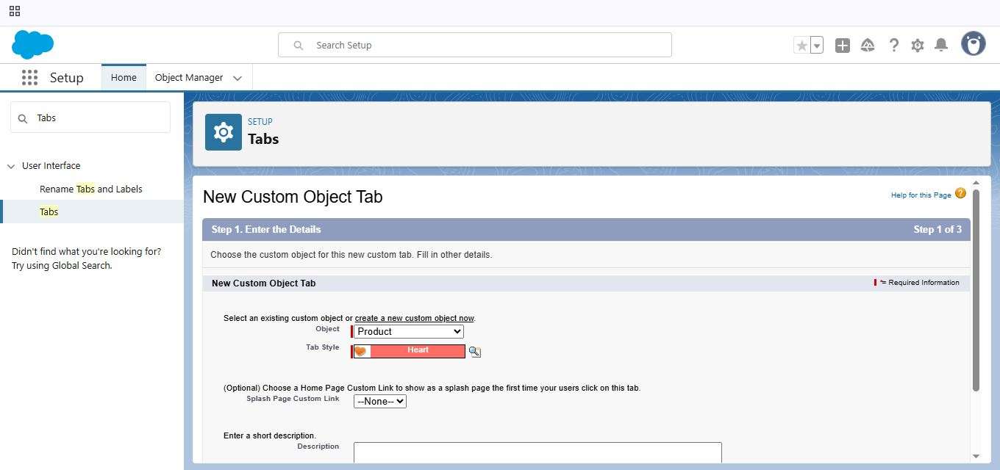 Search Setup
Setup
Home
Object Manager
Tabs
User Interface
Rename Tabs and Labels
Tabs
Didn't find what you're looking for?
Try using Global Search.
SETUP
Tabs
New Custom Object Tab
Help for this Page ?
Step 1. Enter the Details
Step 1 of 3
Choose the custom object for this new custom tab. Fill in other details.
New Custom Object Tab
= Required Information
Select an existing custom object or create a new custom object now.
Object
Product
Tab Style
Heart
(Optional) Choose a Home Page Custom Link to show as a splash page the first time your users click on this tab.
Splash Page Custom Link
--None--
Enter a short description.
Description